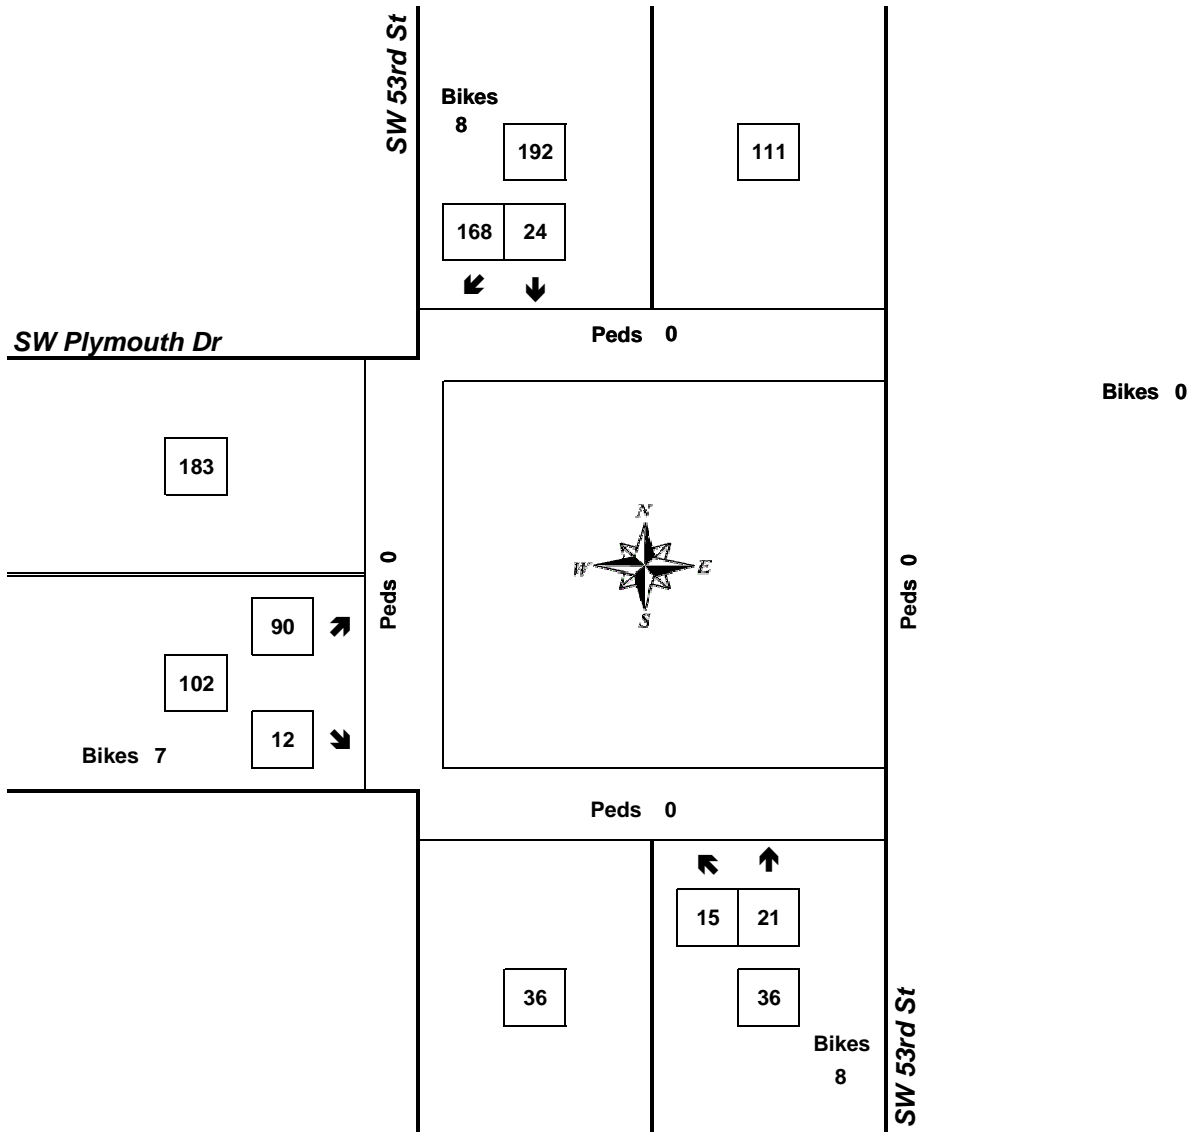 SW 53rd St
Bikes
8
192
111
168 24
Peds 0
SW Plymouth Dr
Bikes 0
183
N
W E
S
Peds 0
Peds 0
90
102
12
Bikes 7
Peds 0
15 21
36
36
Bikes
8
SW 53rd St